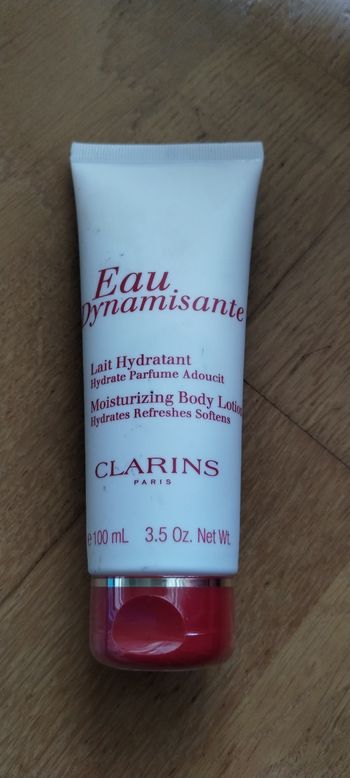 Eau
Dynamisante
Lait Hydratant
Hydrate Parfume Adoucit
Moisturizing Body Lotion
Hydrates Refreshes Softens
CLARINS
PARIS
e 100 mL 3.5 Oz. Net Wt.